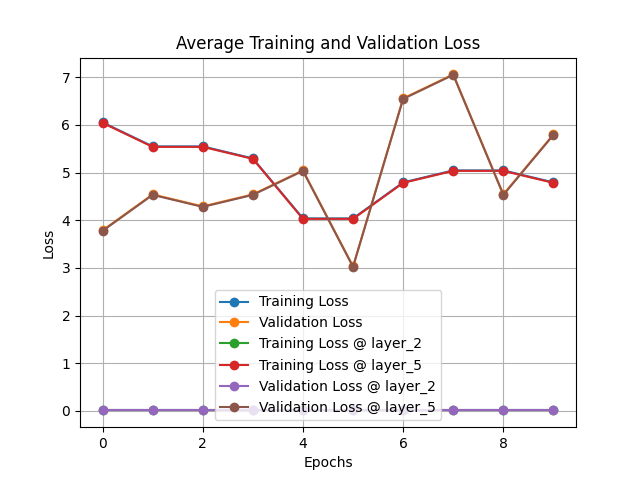 Average Training and Validation Loss
7
6
5
4
3
2
1
0
Loss
Training Loss
Validation Loss
Training Loss @ layer_2
Training Loss @ layer_5
Validation Loss @ layer_2
Validation Loss @ layer_5
0 2 4 6 8
Epochs